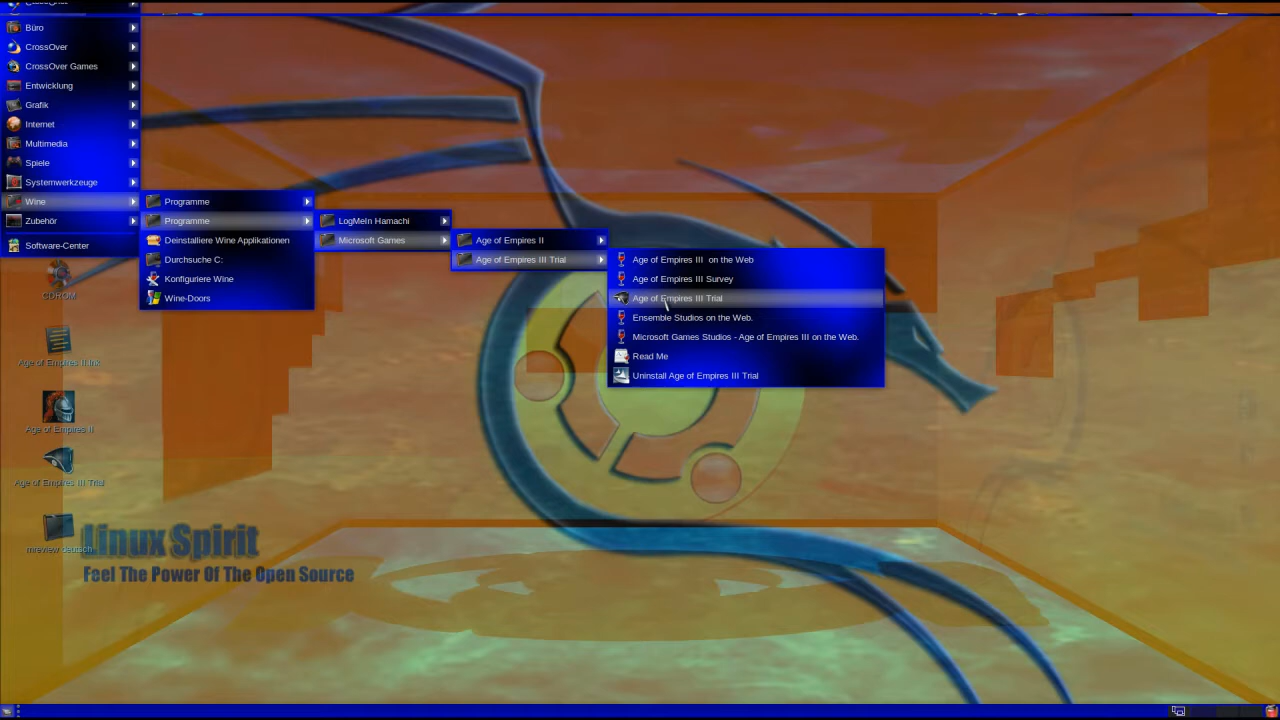 Büro
CrossOver
CrossOver Games
Entwicklung
Grafik
Internet
Multimedia
Spiele
Systemwerkzeuge
Wine
Zubehör
Software-Center
Programme
Programme
Deinstalliere Wine Applikationen
Durchsuche C:
Konfiguriere Wine
Wine-Doors
LogMeIn Hamachi
Microsoft Games
Age of Empires II
Age of Empires III Trial
Age of Empires III on the Web
Age of Empires III Survey
Age of Empires III Trial
Ensemble Studios on the Web.
Microsoft Games Studios - Age of Empires III on the Web.
Read Me
Uninstall Age of Empires III Trial
CDROM
Age of Empires II.lnk
Age of Empires II
Age of Empires III Trial
mreview deutsch
Linux Spirit
Feel The Power Of The Open Source